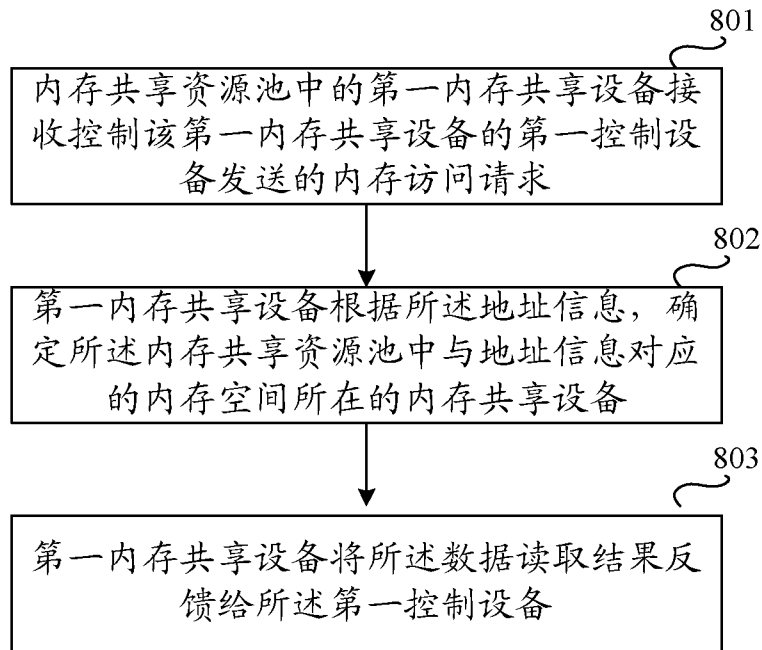 801
内存共享资源池中的第一内存共享设备接
收控制该第一内存共享设备的第一控制设
备发送的内存访问请求
802
第一内存共享设备根据所述地址信息，确
定所述内存共享资源池中与地址信息对应
的内存空间所在的内存共享设备
803
第一内存共享设备将所述数据读取结果反
馈给所述第一控制设备